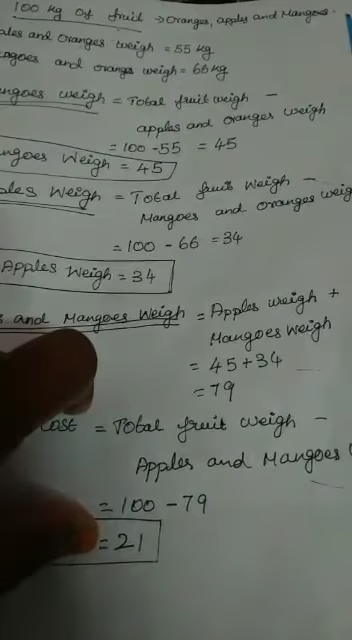 100 kg of fruit → Oranges, apples and Mangoes.
ples and Oranges weigh = 55 kg
ngoes and orange weigh = 66 kg
ngoes weigh = Total fruit weigh -
apples and oranges weigh
= 100 - 55 = 45
ngoes Weigh = 45
ples Weigh = Total fruit Weigh -
Mangoes and Oranges weig
= 100 - 66 = 34
Apples Weigh = 34
s and Mangoes Weigh = Apples weigh +
Mangoes weigh
= 45 + 34
= 79
= Total fruit weigh -
Apples and Mangoes
= 100 - 79
= 21